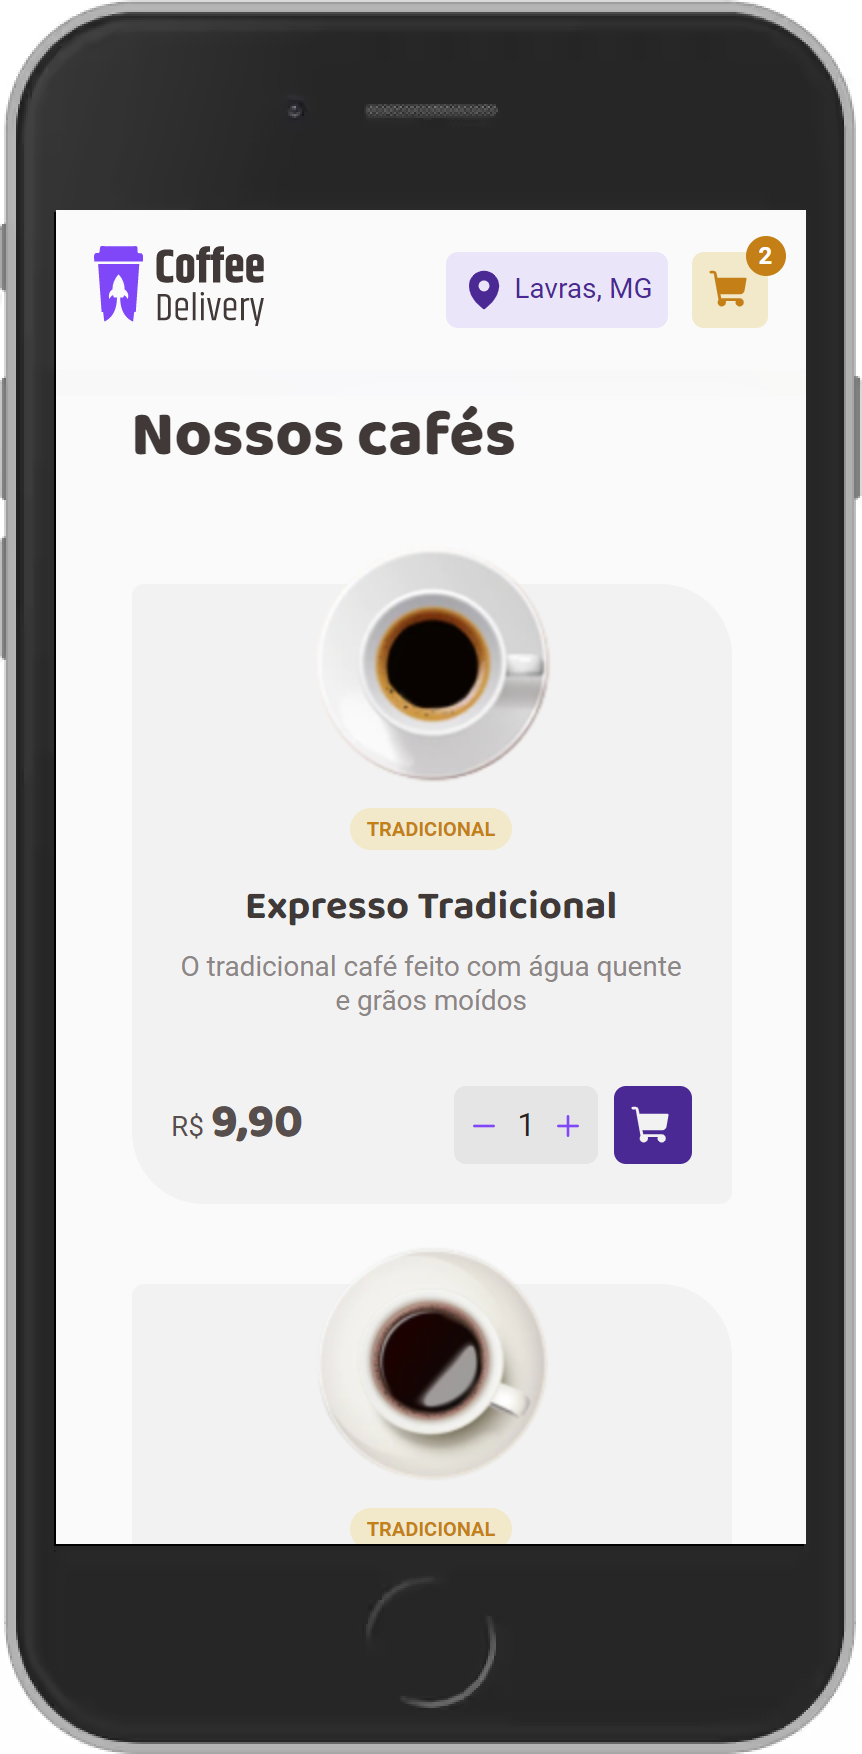 Coffee
Delivery
Lavras, MG
2
Nossos cafés
TRADICIONAL
Expresso Tradicional
O tradicional café feito com água quente
e grãos moídos
R$ 9,90
− 1 +
TRADICIONAL